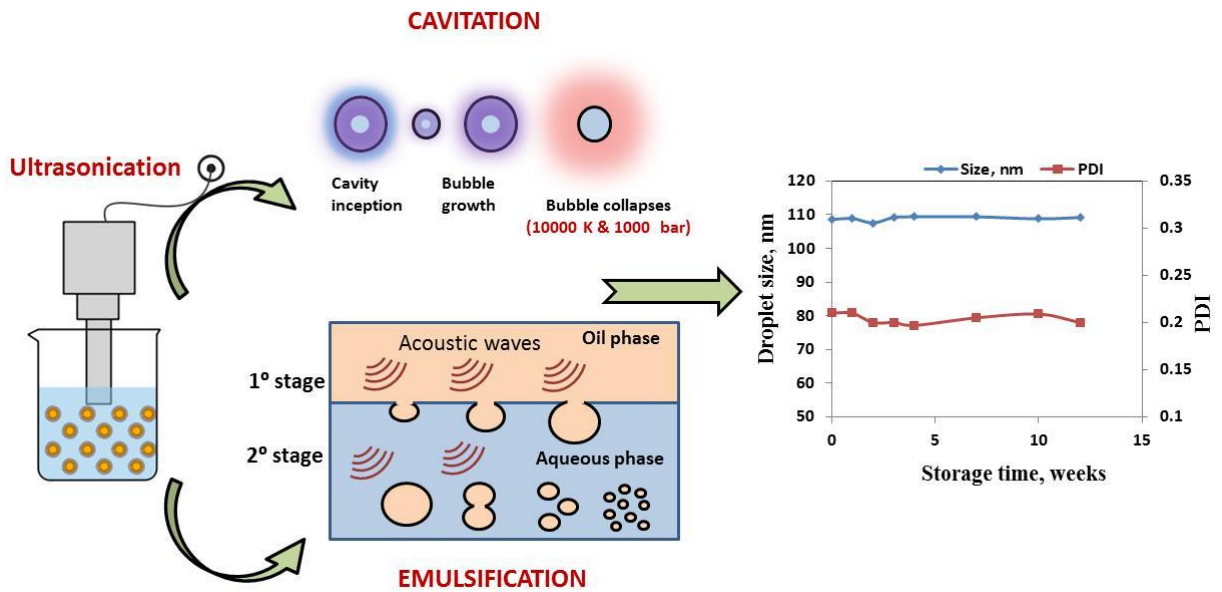 CAVITATION
Ultrasonication
Cavity
inception
Bubble
growth
Bubble collapses
(10000 K & 1000 bar)
Acoustic waves
Oil phase
1º stage
2º stage
Aqueous phase
EMULSIFICATION
Size, nm
PDI
120
110
100
90
80
70
60
50
Droplet size, nm
0.35
0.3
0.25
0.2
0.15
0.1
PDI
0
5
10
15
Storage time, weeks